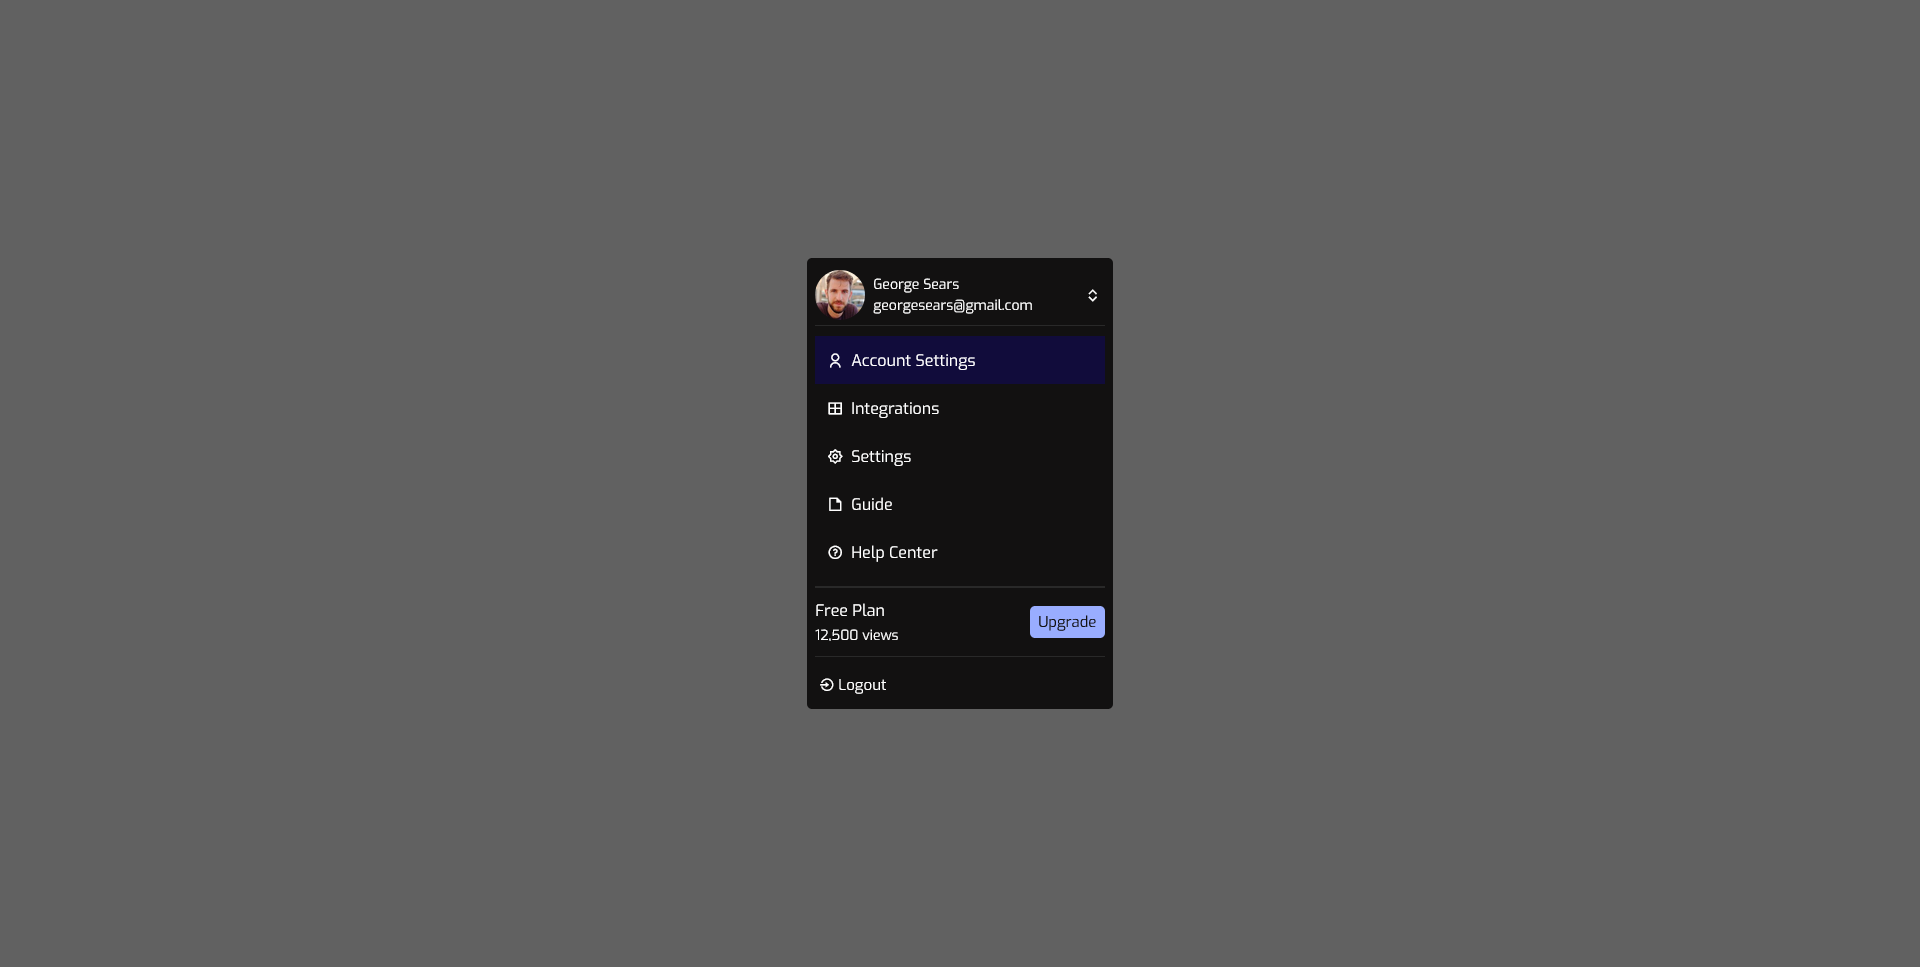 George Sears
georgesears@gmail.com
Account Settings
Integrations
Settings
Guide
Help Center
Free Plan
12,500 views
Upgrade
Logout